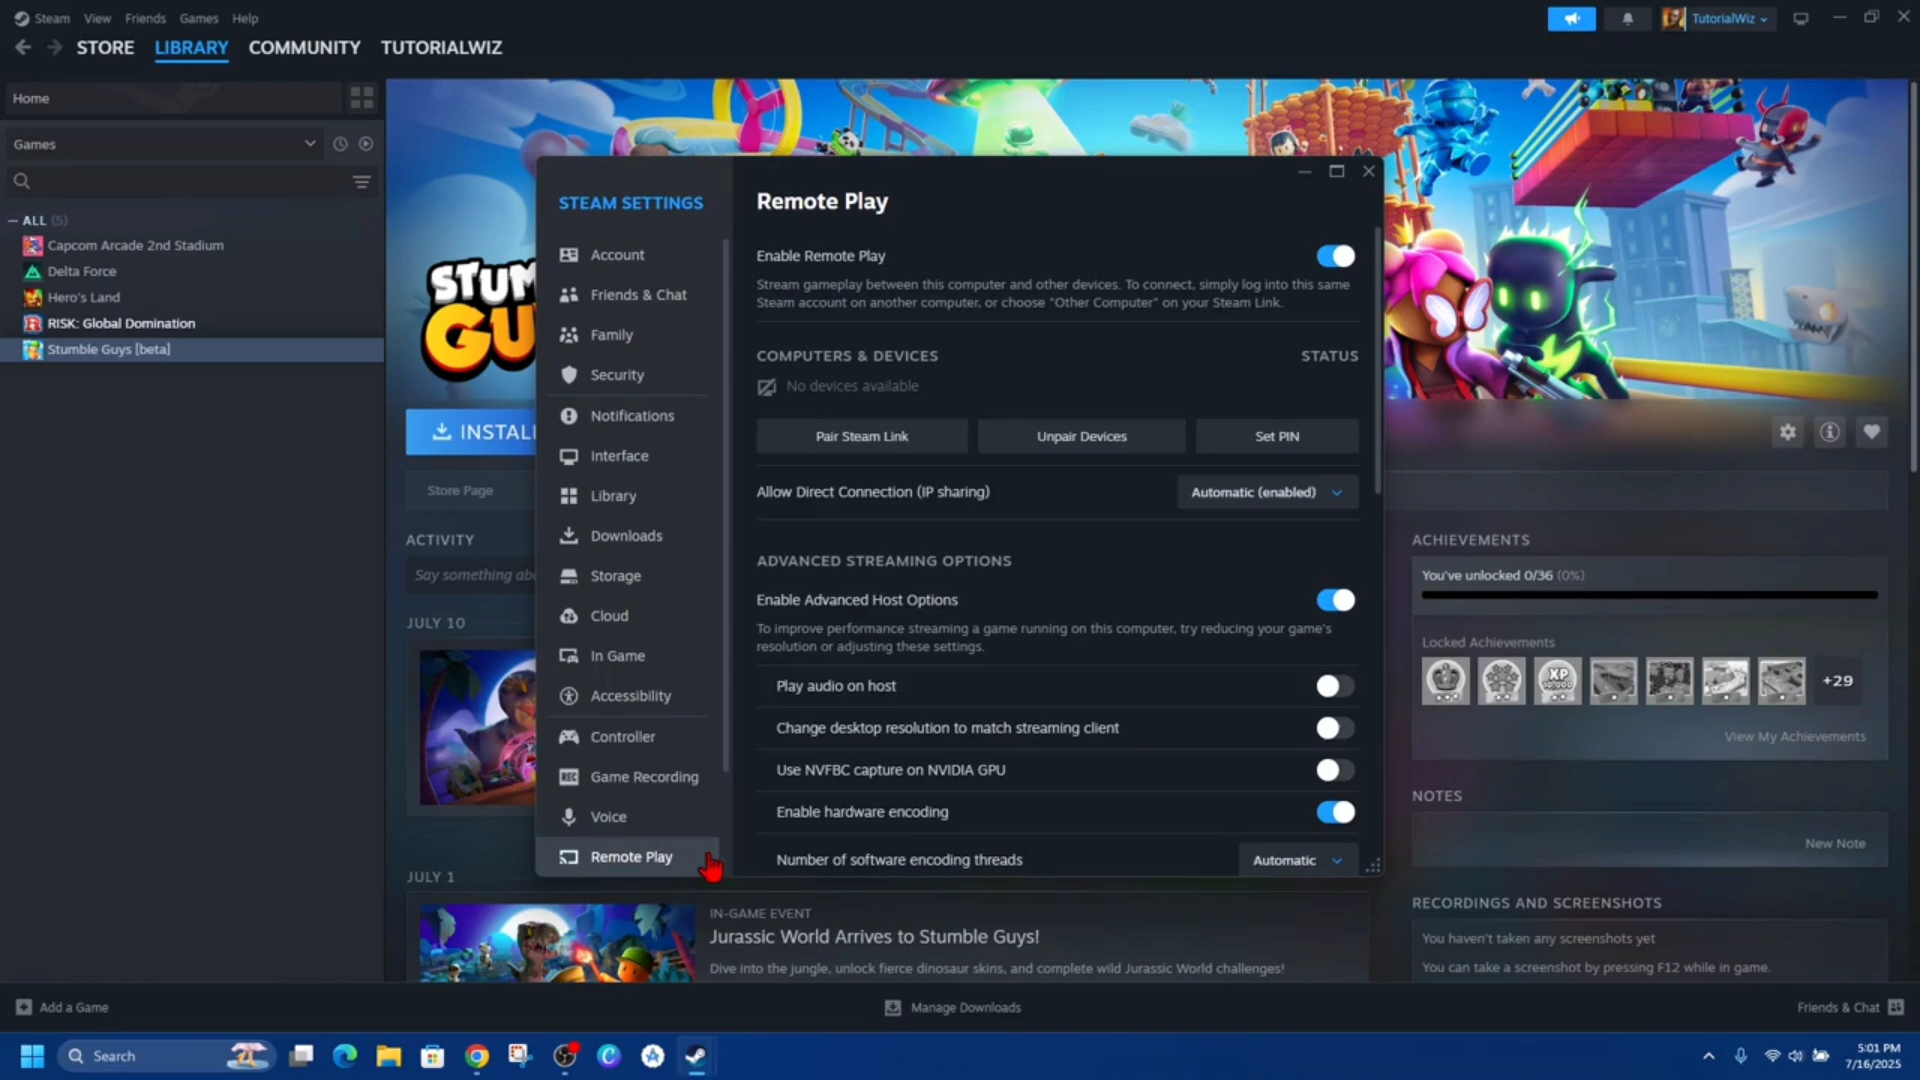 Steam View Friends Games Help
TutorialWiz
STORE LIBRARY COMMUNITY TUTORIALWIZ
Home
Games
— ALL (5)
Capcom Arcade 2nd Stadium
Delta Force
Hero's Land
RISK: Global Domination
Stumble Guys [beta]
STUM
GU
INSTALL
Store Page
ACTIVITY
Say something abo
JULY 10
JULY 1
IN-GAME EVENT
Jurassic World Arrives to Stumble Guys!
Dive into the jungle, unlock fierce dinosaur skins, and complete wild Jurassic World challenges!
STEAM SETTINGS
Account
Friends & Chat
Family
Security
Notifications
Interface
Library
Downloads
Storage
Cloud
In Game
Accessibility
Controller
REC Game Recording
Voice
Remote Play
Remote Play
Enable Remote Play
Stream gameplay between this computer and other devices. To connect, simply log into this same
Steam account on another computer, or choose "Other Computer" on your Steam Link.
COMPUTERS & DEVICES STATUS
No devices available
Pair Steam Link Unpair Devices Set PIN
Allow Direct Connection (IP sharing) Automatic (enabled)
ADVANCED STREAMING OPTIONS
Enable Advanced Host Options
To improve performance streaming a game running on this computer, try reducing your game's
resolution or adjusting these settings.
Play audio on host
Change desktop resolution to match streaming client
Use NVFBC capture on NVIDIA GPU
Enable hardware encoding
Number of software encoding threads Automatic
ACHIEVEMENTS
You've unlocked 0/36 (0%)
Locked Achievements
XP
+29
View My Achievements
NOTES
New Note
RECORDINGS AND SCREENSHOTS
You haven't taken any screenshots yet
You can take a screenshot by pressing F12 while in game.
Add a Game Manage Downloads Friends & Chat
Search
5:01 PM
7/16/2025